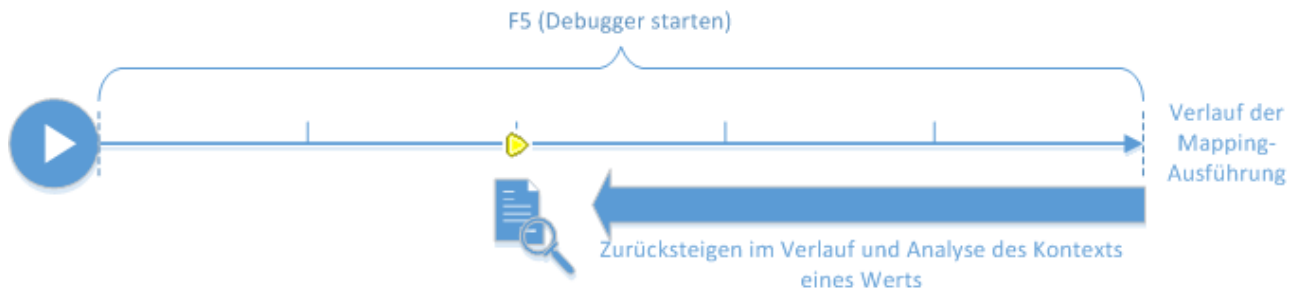 F5 (Debugger starten)
Verlauf der
Mapping-
Ausführung
Zurücksteigen im Verlauf und Analyse des Kontexts
eines Werts